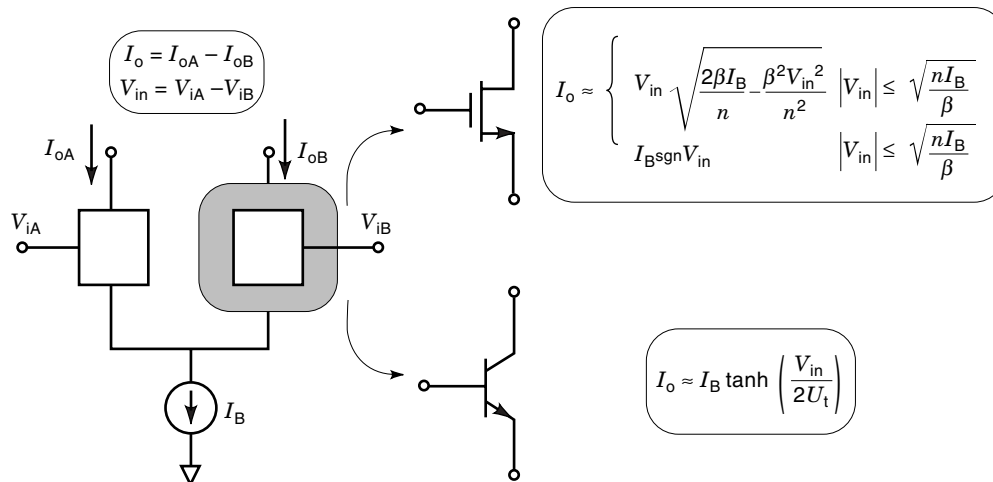 I_o = I_oA – I_oB
V_in = V_iA – V_iB
I_oA
I_oB
V_iA
V_iB
I_B
I_o ≈ {
V_in √(2βI_B/n – β²V_in²/n²) |V_in| ≤ √(nI_B/β)
I_B sgn V_in |V_in| ≤ √(nI_B/β)
I_o ≈ I_B tanh (V_in/2U_t)